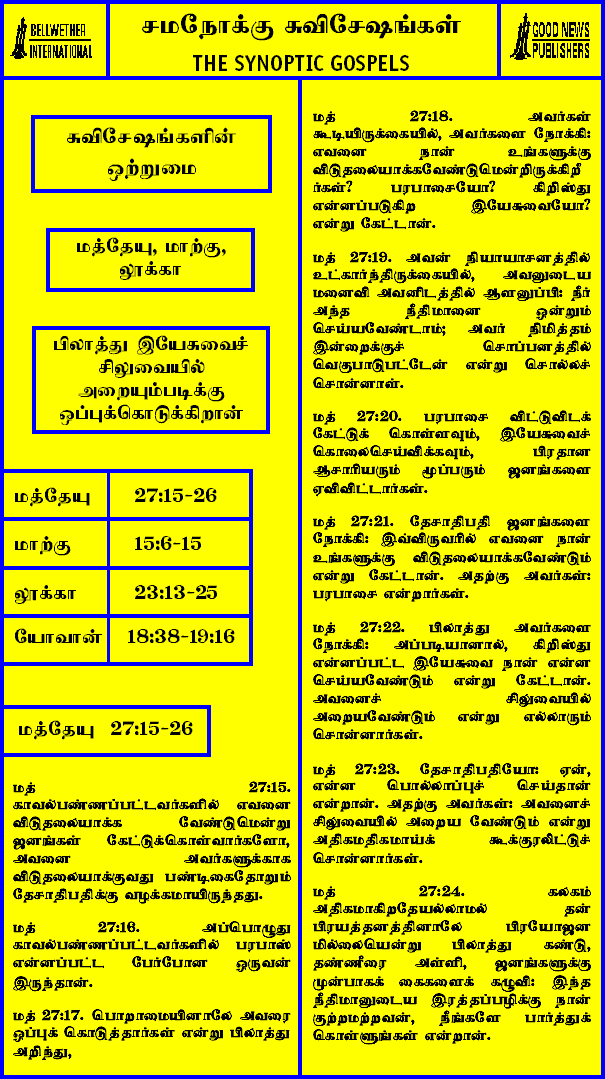 BELLWETHER
INTERNATIONAL
சமநோக்கு சுவிசேஷங்கள்
THE SYNOPTIC GOSPELS
GOOD NEWS
PUBLISHERS
சுவிசேஷங்களின்
ஒற்றுமை
மத்தேயு, மாற்கு,
லூக்கா
பிலாத்து இயேசுவைச்
சிலுவையில்
அறையும்படிக்கு
ஒப்புக்கொடுக்கிறான்
மத்தேயு 27:15-26
மாற்கு 15:6-15
லூக்கா 23:13-25
யோவான் 18:38-19:16
மத்தேயு 27:15-26
மத் 27:15.
காவல்பண்ணப்பட்டவர்களில் எவனை
விடுதலையாக்க வேண்டுமென்று
ஜனங்கள் கேட்டுக்கொள்வார்களோ,
அவனை அவர்களுக்காக
விடுதலையாக்குவது பண்டிகைதோறும்
தேசாதிபதிக்கு வழக்கமாயிருந்தது.
மத் 27:16. அப்பொழுது
காவல்பண்ணப்பட்டவர்களில் பரபாஸ்
என்னப்பட்ட பேர்போன ஒருவன்
இருந்தான்.
மத் 27:17. பொறாமையினாலே அவரை
ஒப்புக் கொடுத்தார்கள் என்று பிலாத்து
அறிந்து,
மத் 27:18. அவர்கள்
கூடியிருக்கையில், அவர்களை நோக்கி:
எவனை நான் உங்களுக்கு
விடுதலையாக்கவேண்டுமென்றிருக்கிறீ
ர்கள்? பரபாசையோ? கிறிஸ்து
என்னப்படுகிற இயேசுவையோ?
என்று கேட்டான்.
மத் 27:19. அவன் நியாயாசனத்தில்
உட்கார்ந்திருக்கையில், அவனுடைய
மனைவி அவனிடத்தில் ஆளனுப்பி: நீர்
அந்த நீதிமானை ஒன்றும்
செய்யவேண்டாம்; அவர் நிமித்தம்
இன்றைக்குச் சொப்பனத்தில்
வெகுபாடுபட்டேன் என்று சொல்லச்
சொன்னாள்.
மத் 27:20. பரபாசை விட்டுவிடக்
கேட்டுக் கொள்ளவும், இயேசுவைச்
கொலைசெய்விக்கவும், பிரதான
ஆசாரியரும் மூப்பரும் ஜனங்களை
ஏவிவிட்டார்கள்.
மத் 27:21. தேசாதிபதி ஜனங்களை
நோக்கி: இவ்விருவரில் எவனை நான்
உங்களுக்கு விடுதலையாக்கவேண்டும்
என்று கேட்டான். அதற்கு அவர்கள்:
பரபாசை என்றார்கள்.
மத் 27:22. பிலாத்து அவர்களை
நோக்கி: அப்படியானால், கிறிஸ்து
என்னப்பட்ட இயேசுவை நான் என்ன
செய்யவேண்டும் என்று கேட்டான்.
அவனைச் சிலுவையில்
அறையவேண்டும் என்று எல்லாரும்
சொன்னார்கள்.
மத் 27:23. தேசாதிபதியோ: ஏன்,
என்ன பொல்லாப்புச் செய்தான்
என்றான். அதற்கு அவர்கள்: அவனைச்
சிலுவையில் அறைய வேண்டும் என்று
அதிகமதிகமாய்க் கூக்குரலிட்டுச்
சொன்னார்கள்.
மத் 27:24. கலகம்
அதிகமாகிறதேயல்லாமல் தன்
பிரயத்தனத்தினாலே பிரயோஜன
மில்லையென்று பிலாத்து கண்டு,
தண்ணீரை அள்ளி, ஜனங்களுக்கு
முன்பாகக் கைகளைக் கழுவி: இந்த
நீதிமானுடைய இரத்தப்பழிக்கு நான்
குற்றமற்றவன், நீங்களே பார்த்துக்
கொள்ளுங்கள் என்றான்.